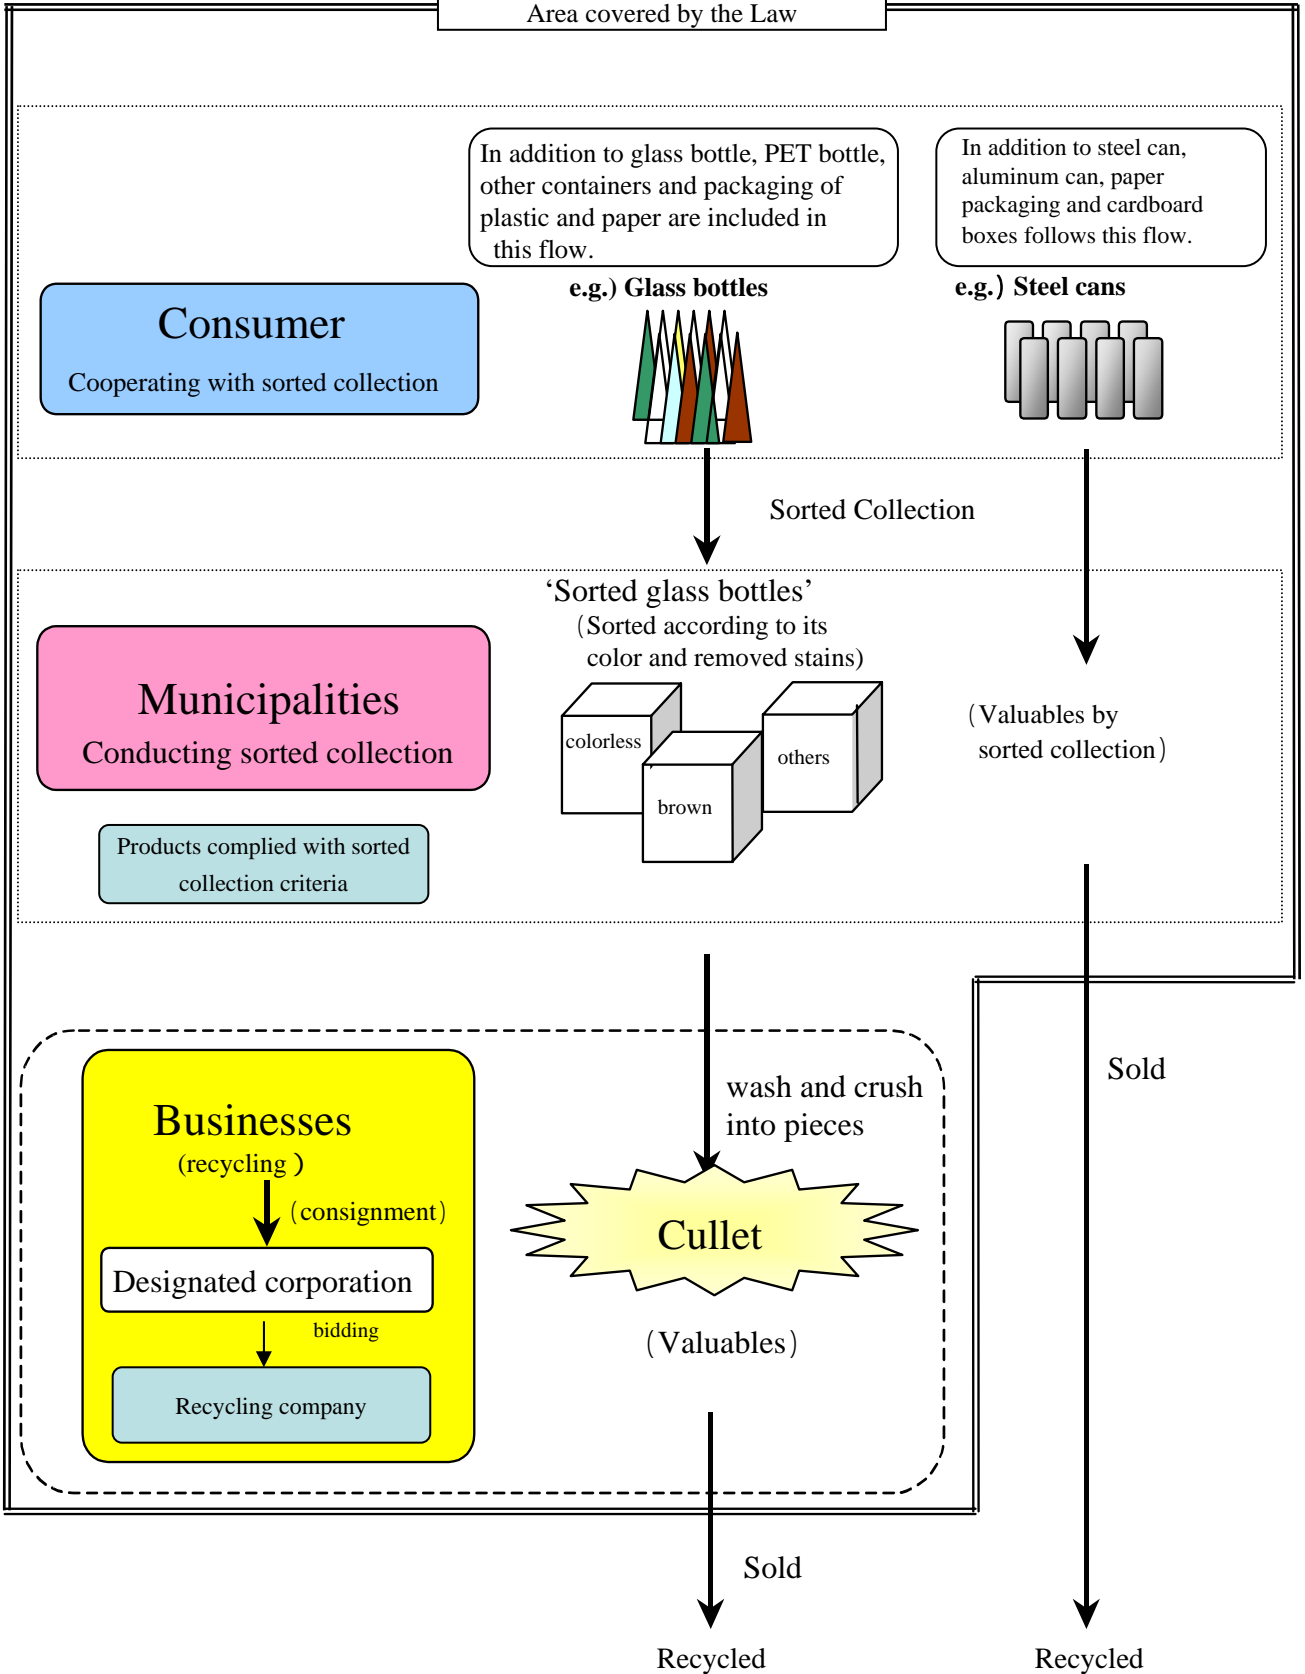 Area covered by the Law
In addition to glass bottle, PET bottle,
other containers and packaging of
plastic and paper are included in
this flow.
In addition to steel can,
aluminum can, paper
packaging and cardboard
boxes follows this flow.
e.g.) Glass bottles
e.g.) Steel cans
Consumer
Cooperating with sorted collection
Sorted Collection
‘Sorted glass bottles’
(Sorted according to its
color and removed stains)
Municipalities
Conducting sorted collection
colorless
brown
others
(Valuables by
sorted collection)
Products complied with sorted
collection criteria
Sold
wash and crush
into pieces
Businesses
(recycling)
(consignment)
Designated corporation
bidding
Recycling company
Cullet
(Valuables)
Sold
Recycled
Recycled